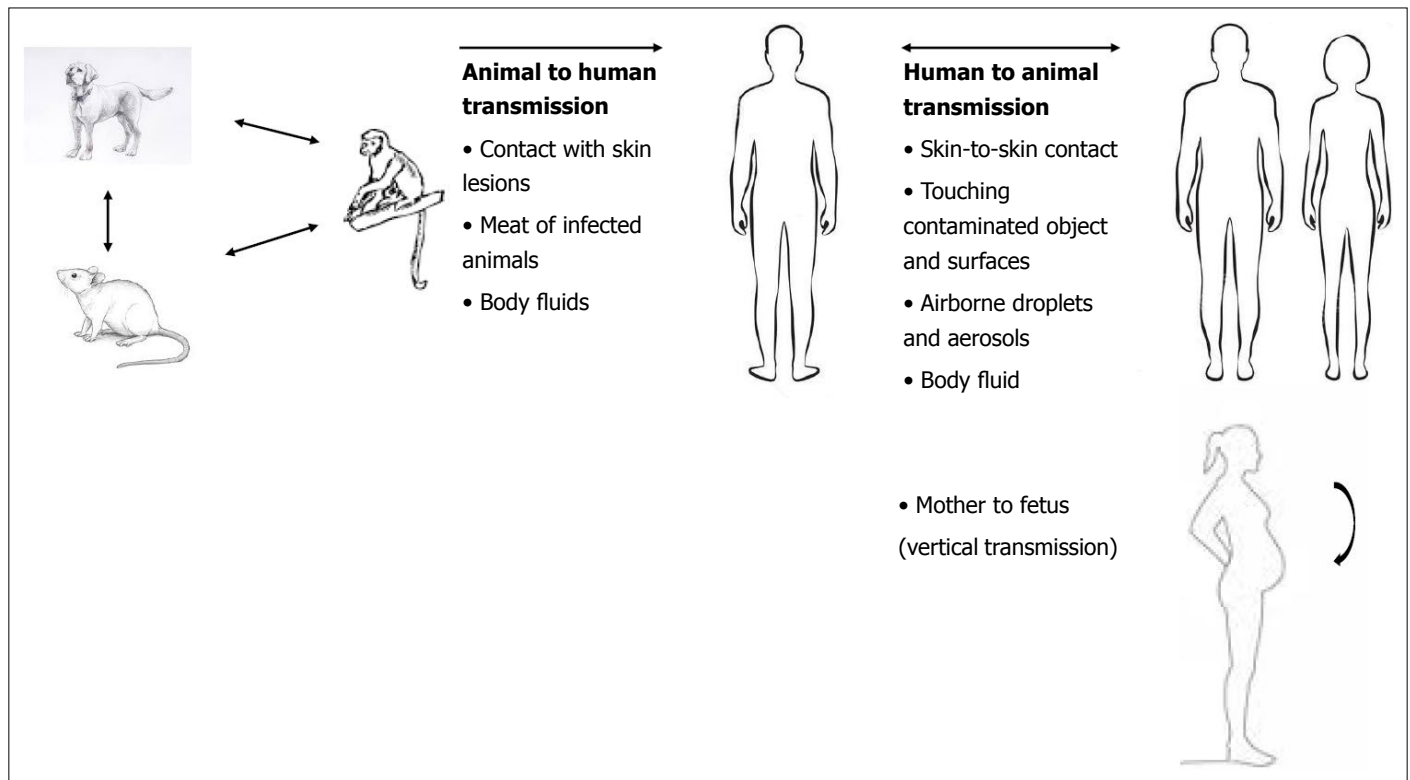 Animal to human
transmission
• Contact with skin
lesions
• Meat of infected
animals
• Body fluids
Human to animal
transmission
• Skin-to-skin contact
• Touching
contaminated object
and surfaces
• Airborne droplets
and aerosols
• Body fluid
• Mother to fetus
(vertical transmission)